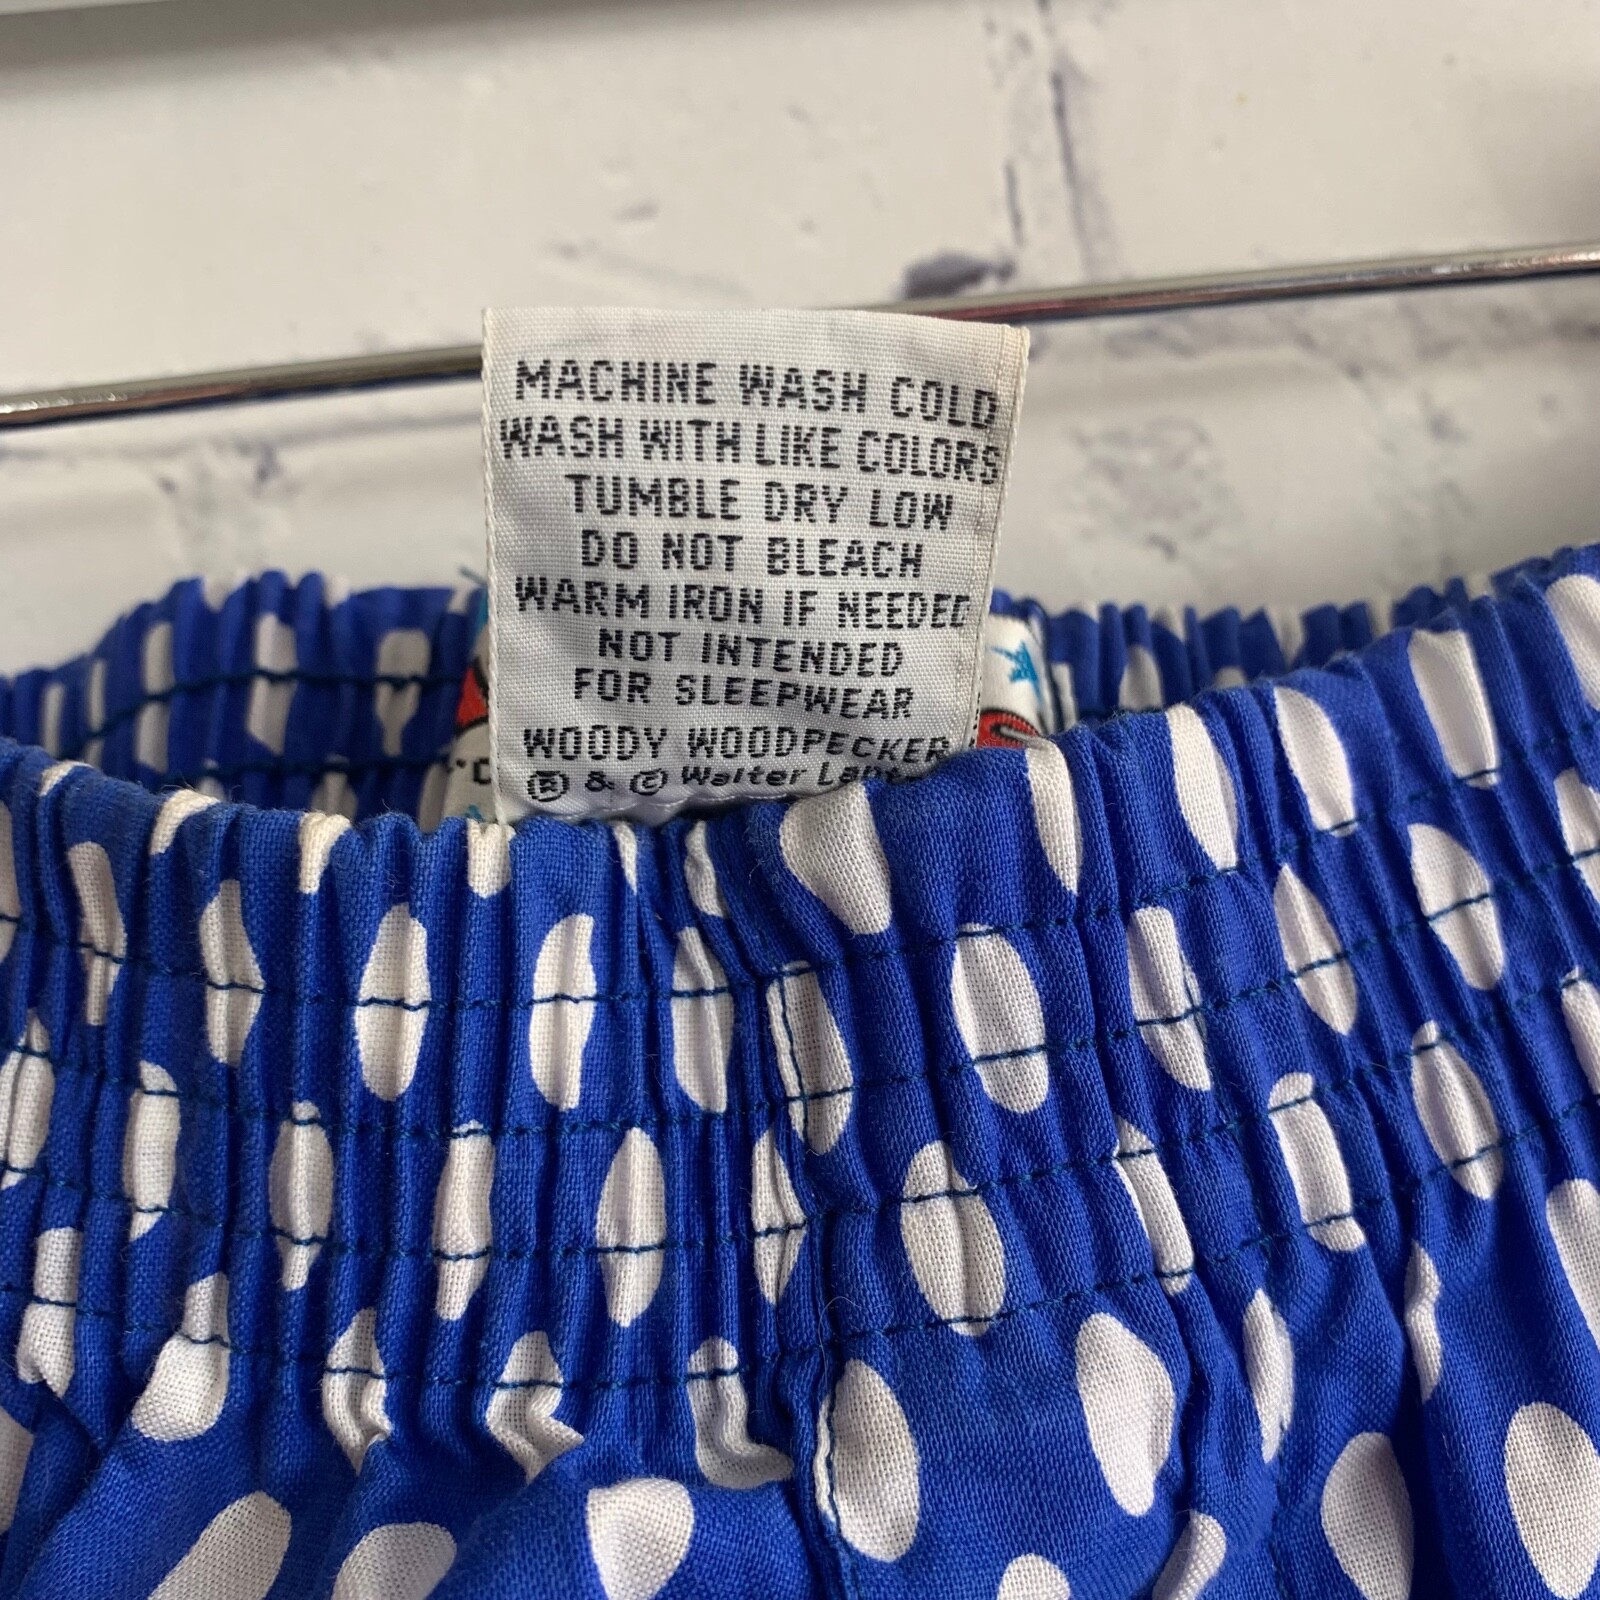 MACHINE WASH COLD
WASH WITH LIKE COLORS
TUMBLE DRY LOW
DO NOT BLEACH
WARM IRON IF NEEDED
NOT INTENDED
FOR SLEEPWEAR
WOODY WOODPECKER
® & © Walter